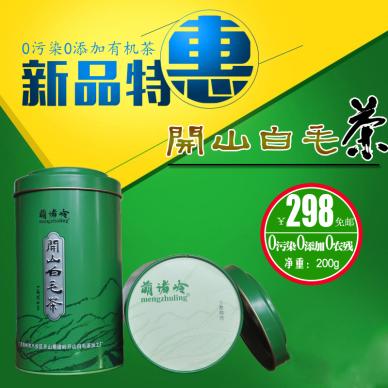 0污染0添加有机茶
新品特惠
開山白毛茶
¥298免邮
0污染0添加0农残
净重：200g
萌诸岭
mengzhuling
開山白毛茶
萌诸岭
mengzhuling